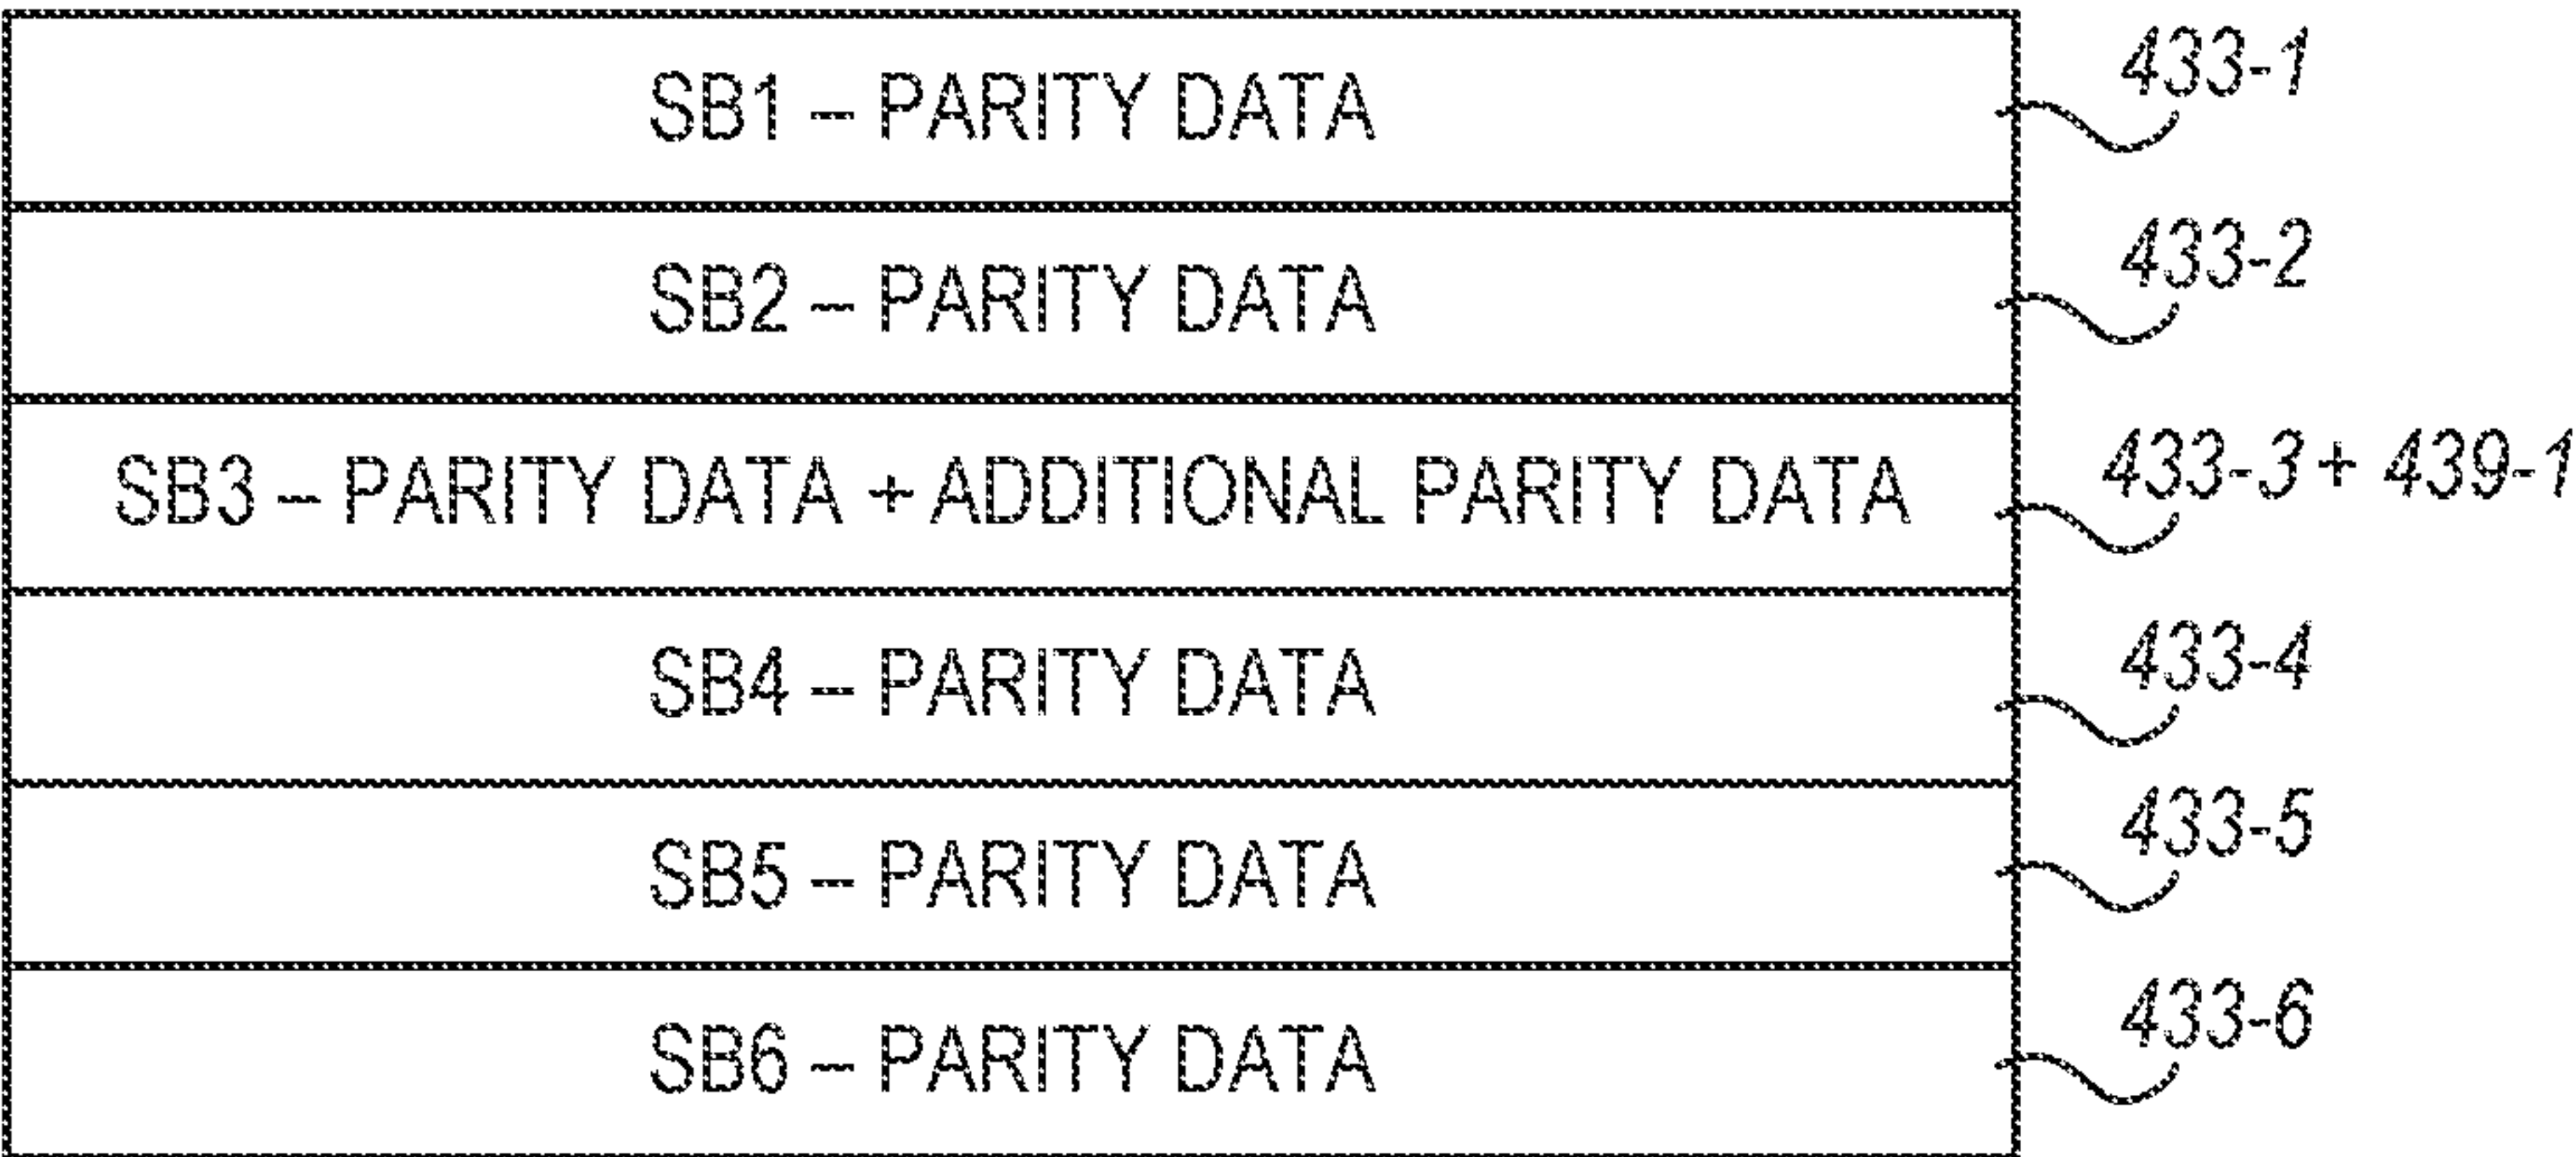 SB1 – PARITY DATA 433-1
SB2 – PARITY DATA 433-2
SB3 – PARITY DATA + ADDITIONAL PARITY DATA 433-3 + 439-1
SB4 – PARITY DATA 433-4
SB5 – PARITY DATA 433-5
SB6 – PARITY DATA 433-6